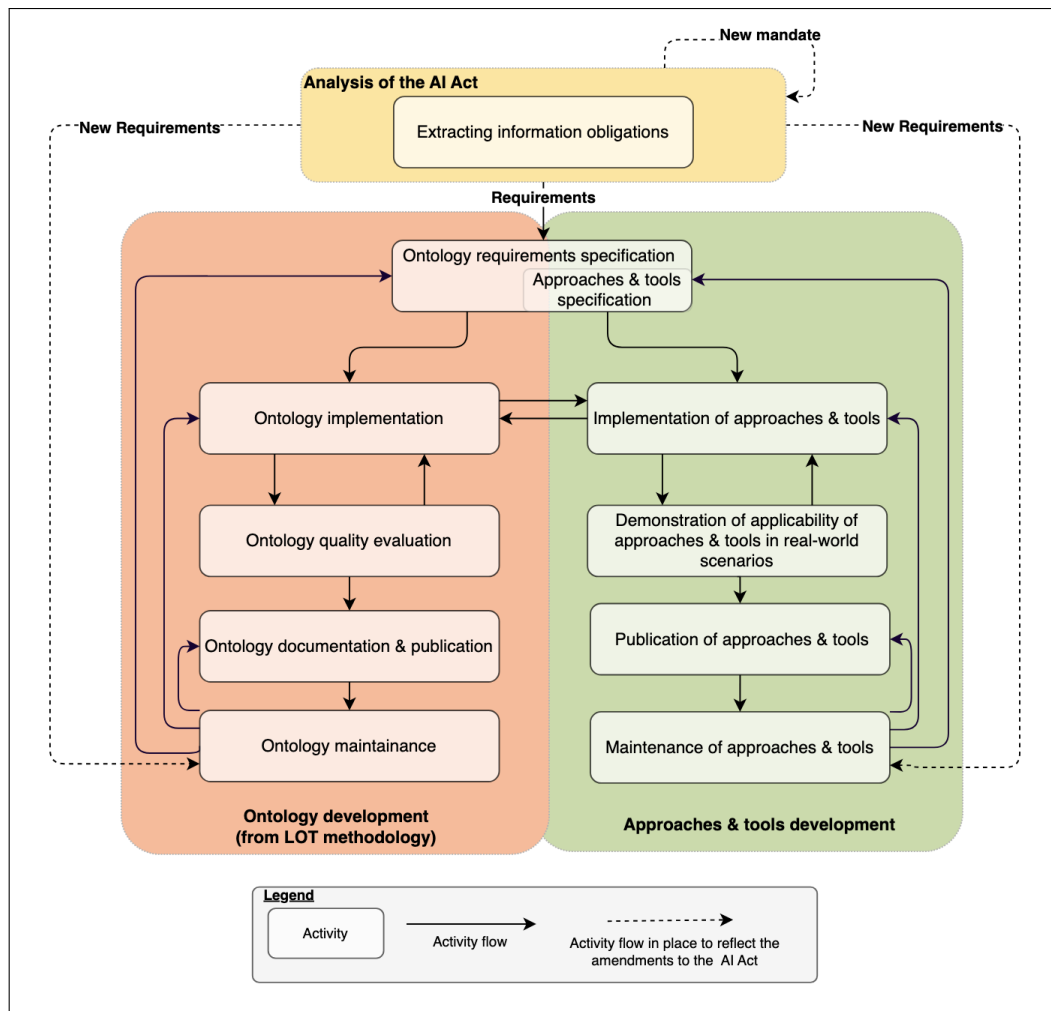 New mandate
Analysis of the AI Act
Extracting information obligations
New Requirements
New Requirements
Requirements
Ontology requirements specification
Approaches & tools
specification
Ontology implementation
Implementation of approaches & tools
Ontology quality evaluation
Demonstration of applicability of
approaches & tools in real-world
scenarios
Ontology documentation & publication
Publication of approaches & tools
Ontology maintainance
Maintenance of approaches & tools
Ontology development
(from LOT methodology)
Approaches & tools development
Legend
Activity
Activity flow
Activity flow in place to reflect the
amendments to the AI Act